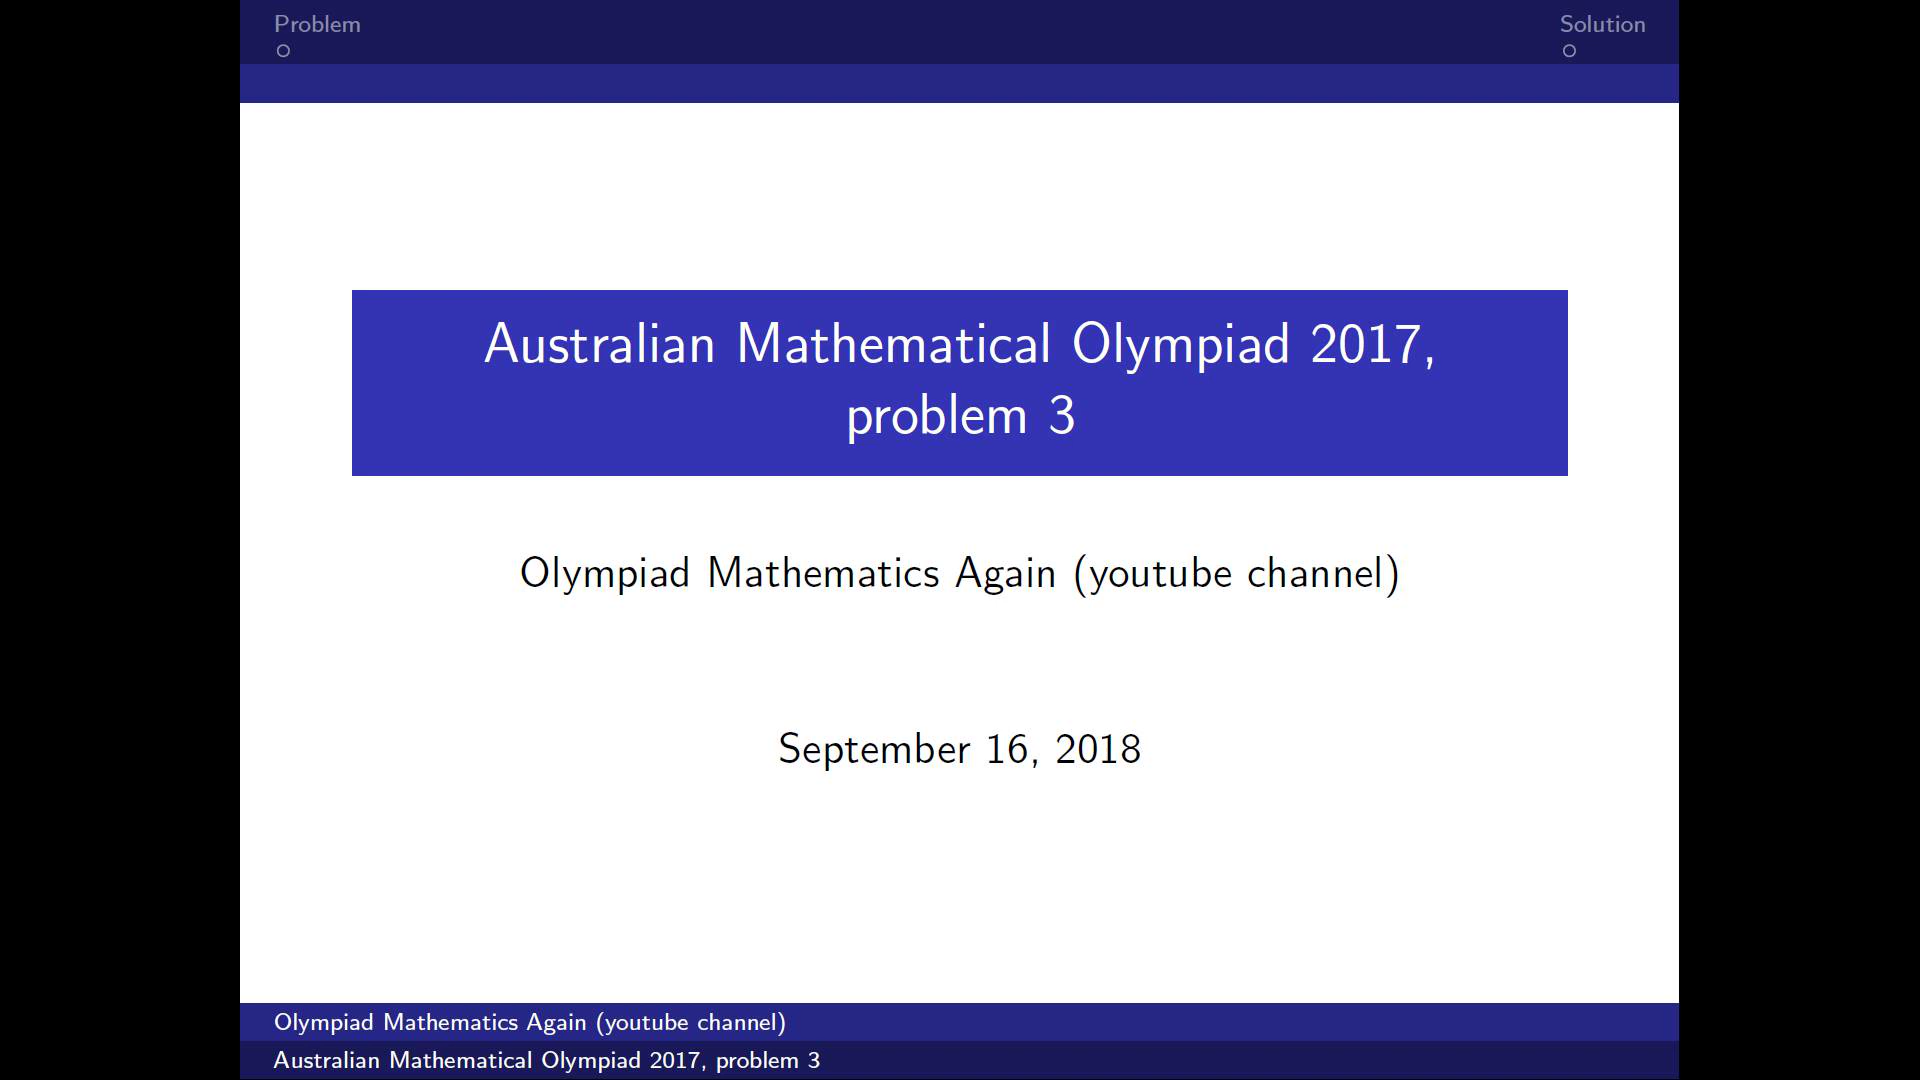 Problem
Solution
Australian Mathematical Olympiad 2017,
problem 3
Olympiad Mathematics Again (youtube channel)
September 16, 2018
Olympiad Mathematics Again (youtube channel)
Australian Mathematical Olympiad 2017, problem 3